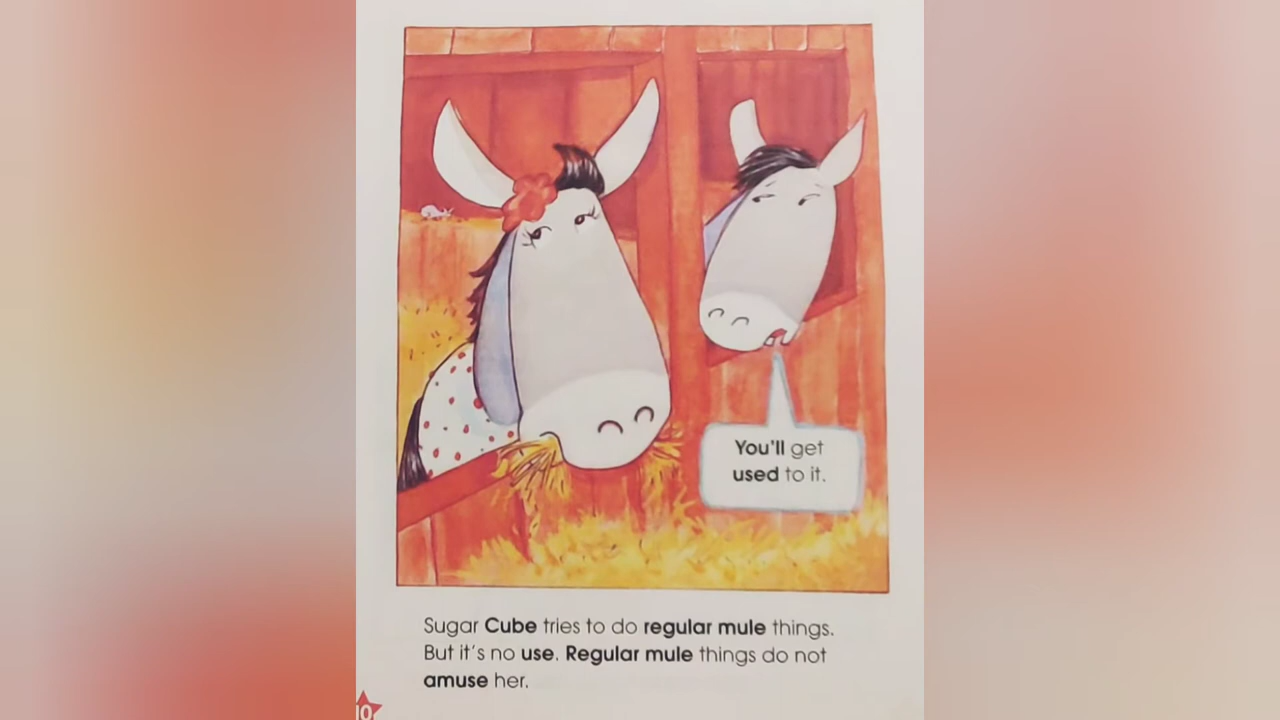 You'll get
used to it.
Sugar Cube tries to do regular mule things.
But it's no use. Regular mule things do not
amuse her.
10